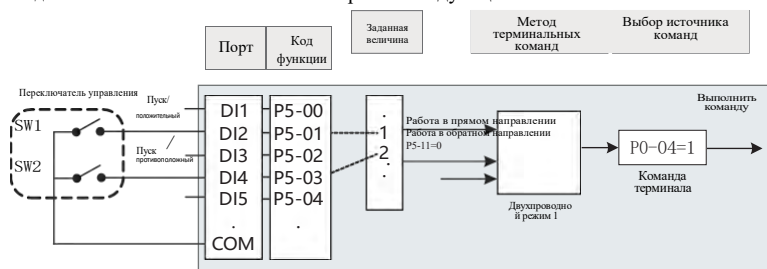 Порт
Код
функции
Заданная
величина
Метод
терминальных
команд
Выбор источника
команд
Переключатель управления
SW1
SW2
Пуск/
положительный
/
Пуск
противоположный
DI1
DI2
DI3
DI4
DI5
.
COM
P5-00
P5-01
P5-02
P5-03
P5-04
.
.
1
2
.
Работа в прямом направлении
Работа в обратном направлении
P5-11=0
Двухпроводно
й режим 1
P0-04=1
Команда
терминала
Выполнить
команду